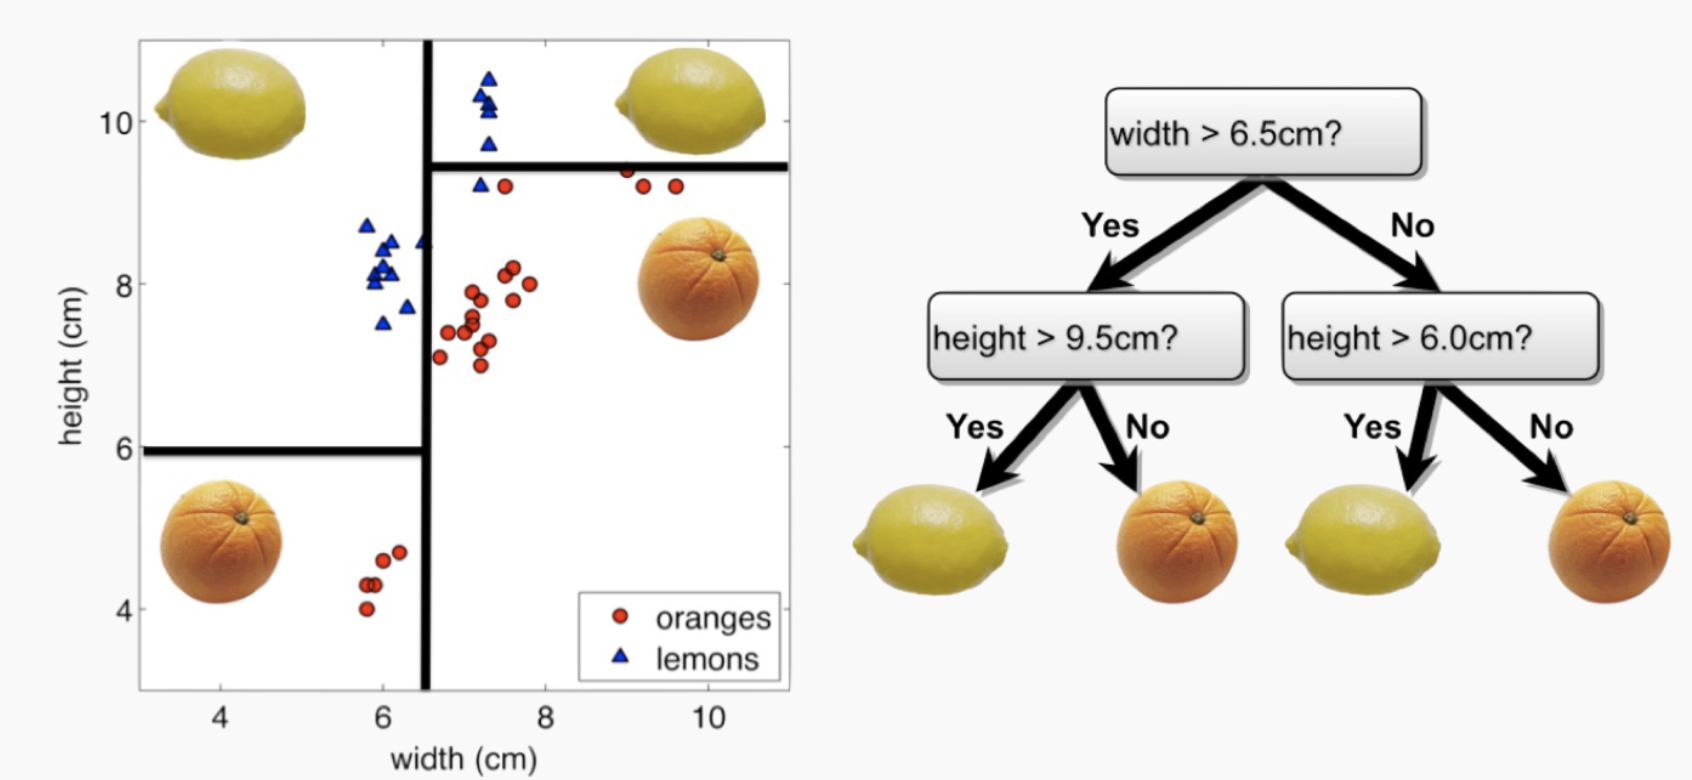 10
8
6
4
height (cm)
4 6 8 10
width (cm)
oranges
lemons
width > 6.5cm?
Yes No
height > 9.5cm? height > 6.0cm?
Yes No Yes No